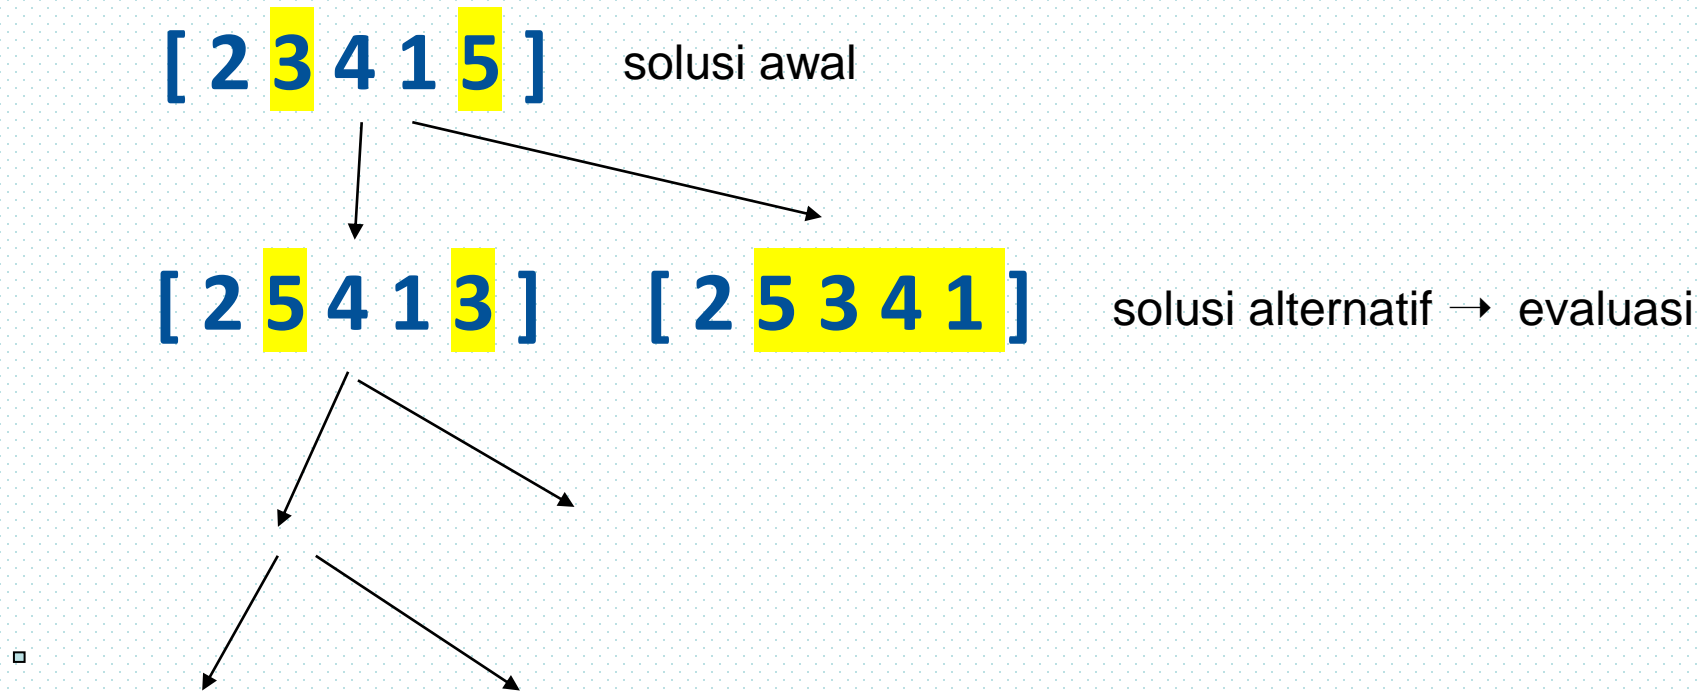 [ 2 3 4 1 5 ] solusi awal
[ 2 5 4 1 3 ] [ 2 5 3 4 1 ] solusi alternatif → evaluasi